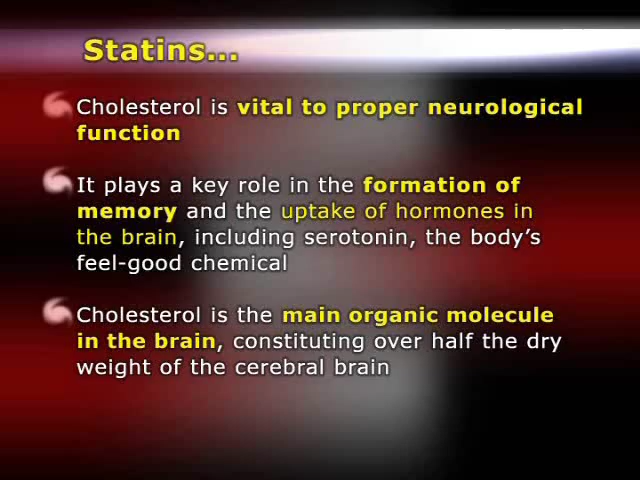 Statins...
Cholesterol is vital to proper neurological
function
It plays a key role in the formation of
memory and the uptake of hormones in
the brain, including serotonin, the body's
feel-good chemical
Cholesterol is the main organic molecule
in the brain, constituting over half the dry
weight of the cerebral brain